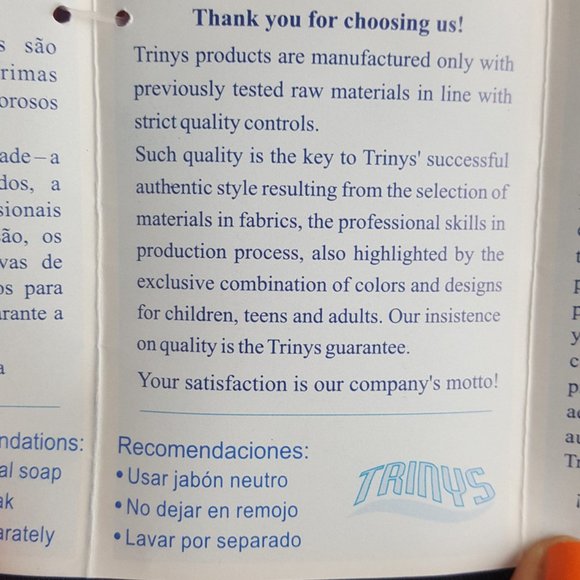 s são
rimas
orosos
ade – a
dos, a
sionais
são, os
vas de
os para
arante a
a
ndations:
al soap
ak
arately
Thank you for choosing us!
Trinys products are manufactured only with
previously tested raw materials in line with
strict quality controls.
Such quality is the key to Trinys' successful
authentic style resulting from the selection of
materials in fabrics, the professional skills in
production process, also highlighted by the
exclusive combination of colors and designs
for children, teens and adults. Our insistence
on quality is the Trinys guarantee.
Your satisfaction is our company's motto!
Recomendaciones:
• Usar jabón neutro
• No dejar en remojo
• Lavar por separado
TRINYS
t
p
p
y
c
p
a
Tr